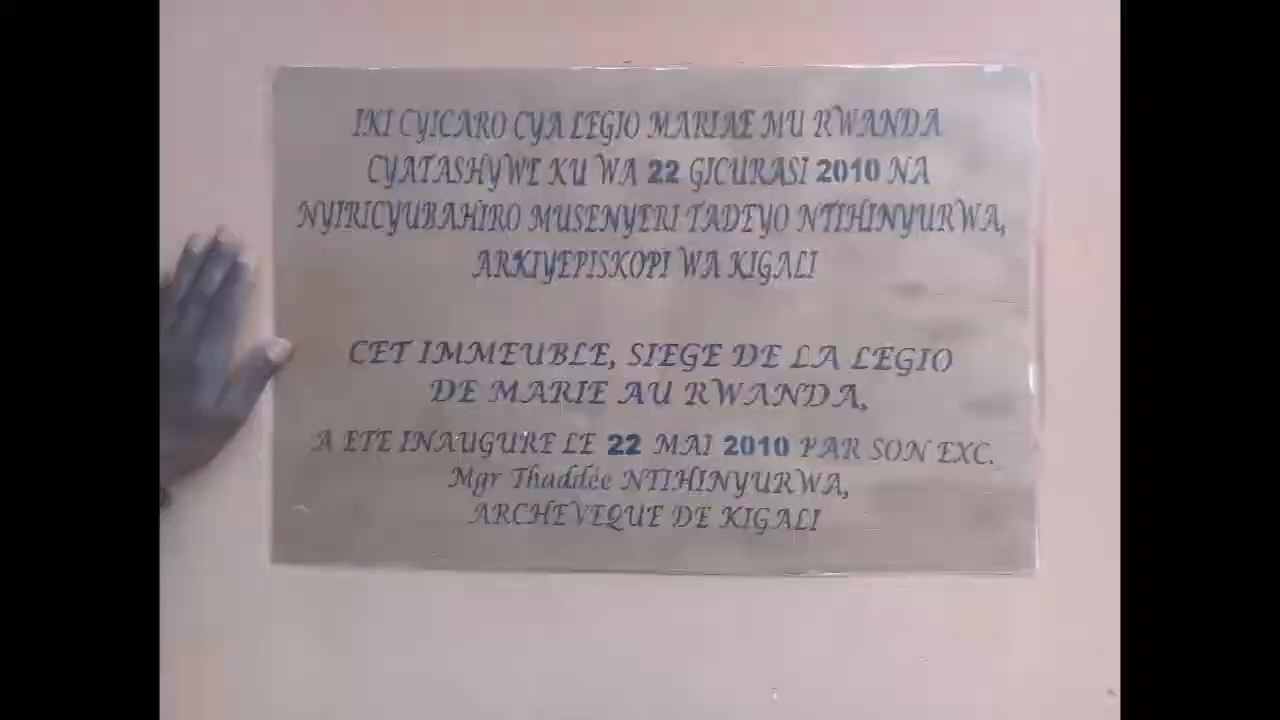 IKI CYICARO CYA LEGIO MARIAE MU RWANDA
CYATASHYWE KU WA 22 GICURASI 2010 NA
NYIRICYUBAHIRO MUSENYERI TADEYO NTIHINYURWA,
ARKIYEPISKOPI WA KIGALI
CET IMMEUBLE, SIEGE DE LA LEGIO
DE MARIE AU RWANDA,
A ETE INAUGURE LE 22 MAI 2010 PAR SON EXC.
Mgr Thaddée NTIHINYURWA,
ARCHEVEQUE DE KIGALI